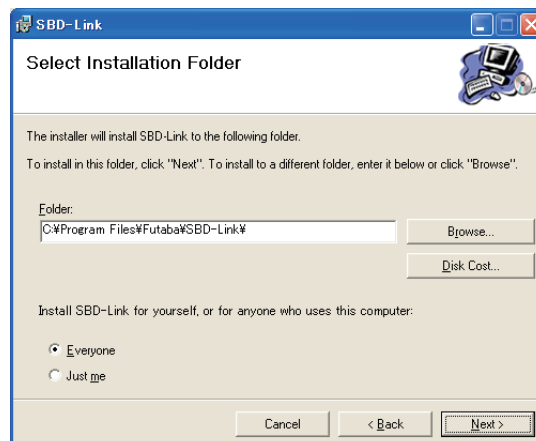 SBD-Link
Select Installation Folder
The installer will install SBD-Link to the following folder.
To install in this folder, click "Next". To install to a different folder, enter it below or click "Browse".
Folder:
C:¥Program Files¥Futaba¥SBD-Link¥
Browse...
Disk Cost...
Install SBD-Link for yourself, or for anyone who uses this computer:
Everyone
Just me
Cancel
< Back
Next >